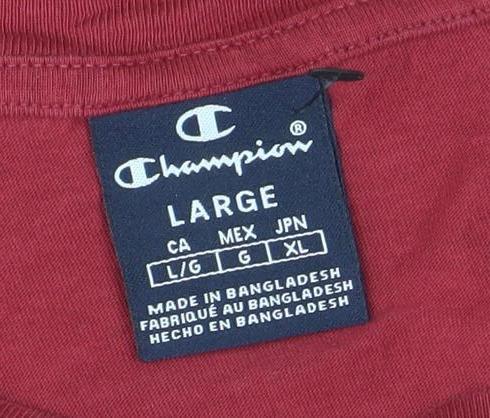 Champion®
LARGE
CA MEX JPN
L/G G XL
MADE IN BANGLADESH
FABRIQUÉ AU BANGLADESH
HECHO EN BANGLADESH